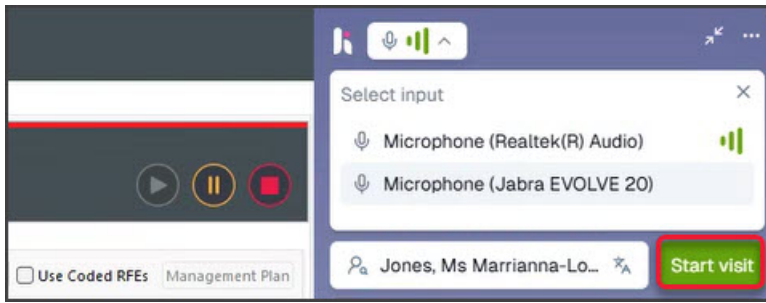 Select input
Microphone (Realtek(R) Audio)
Microphone (Jabra EVOLVE 20)
Use Coded RFEs Management Plan
Jones, Ms Marrianna-Lo... Start visit